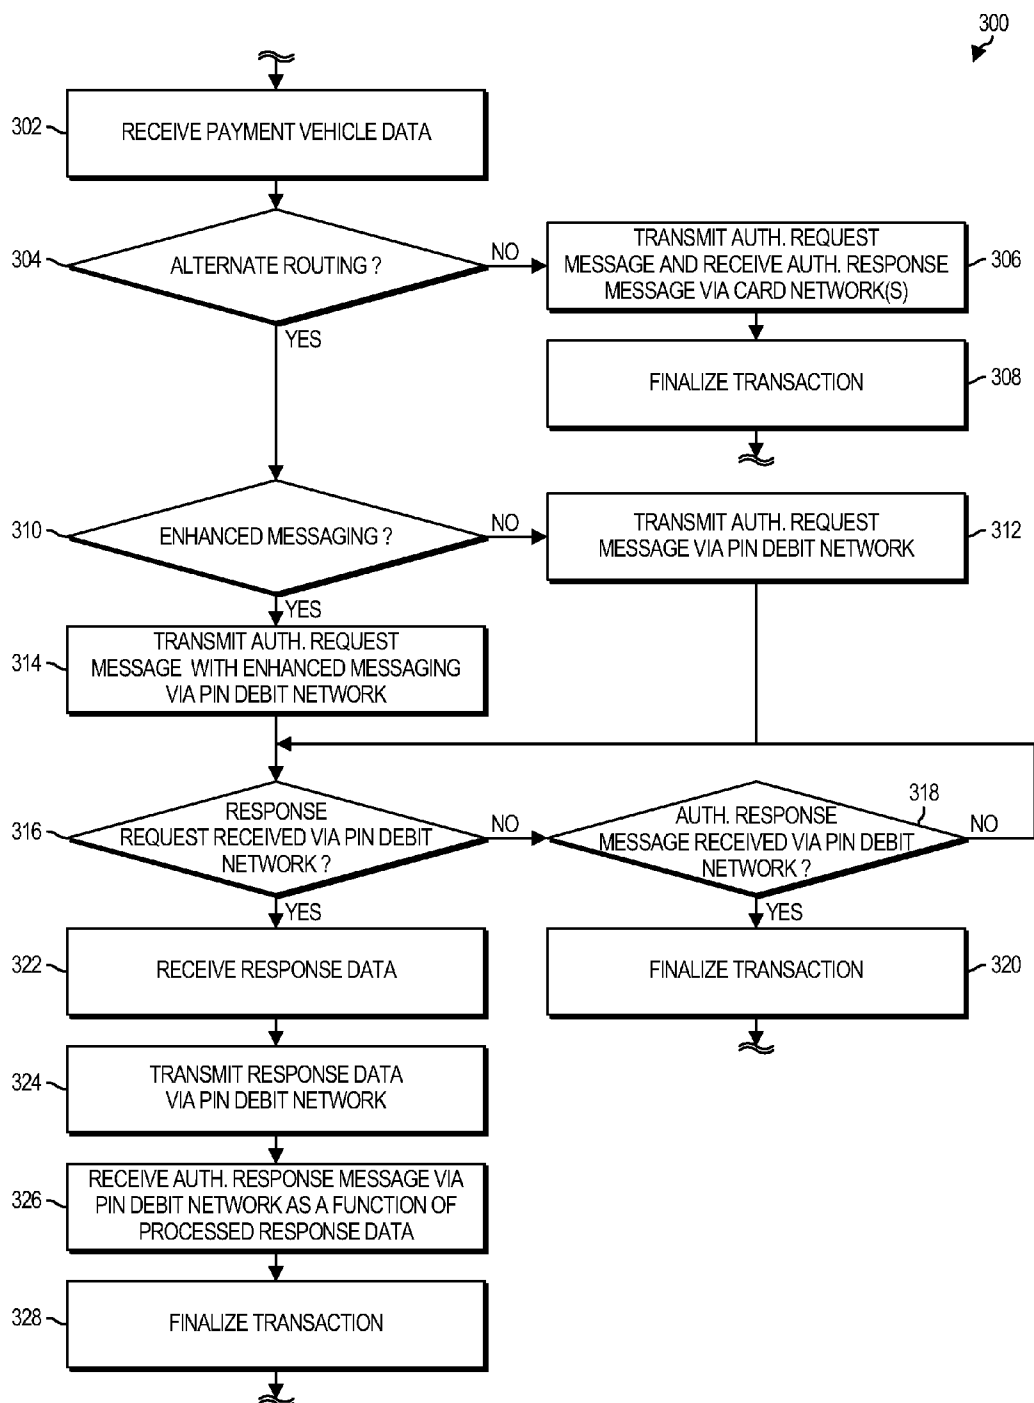 300
302
RECEIVE PAYMENT VEHICLE DATA
304
ALTERNATE ROUTING ?
NO
YES
TRANSMIT AUTH. REQUEST
MESSAGE AND RECEIVE AUTH. RESPONSE
MESSAGE VIA CARD NETWORK(S)
306
FINALIZE TRANSACTION
308
310
ENHANCED MESSAGING ?
NO
YES
TRANSMIT AUTH. REQUEST
MESSAGE VIA PIN DEBIT NETWORK
312
314
TRANSMIT AUTH. REQUEST
MESSAGE WITH ENHANCED MESSAGING
VIA PIN DEBIT NETWORK
316
RESPONSE
REQUEST RECEIVED VIA PIN DEBIT
NETWORK ?
NO
YES
318
AUTH. RESPONSE
MESSAGE RECEIVED VIA PIN DEBIT
NETWORK ?
NO
YES
322
RECEIVE RESPONSE DATA
FINALIZE TRANSACTION
320
324
TRANSMIT RESPONSE DATA
VIA PIN DEBIT NETWORK
326
RECEIVE AUTH. RESPONSE MESSAGE VIA
PIN DEBIT NETWORK AS A FUNCTION OF
PROCESSED RESPONSE DATA
328
FINALIZE TRANSACTION